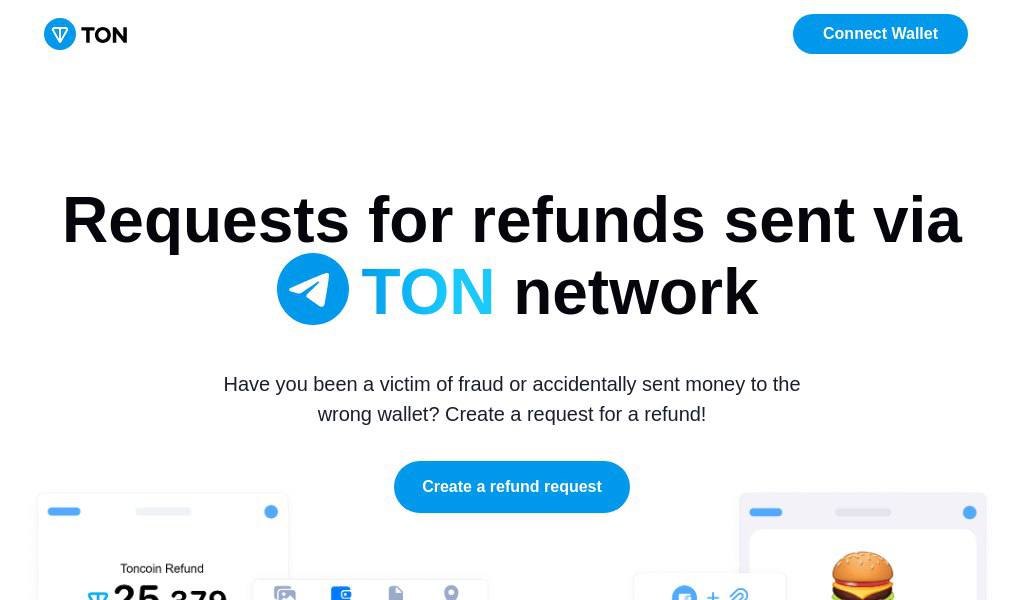 TON
Connect Wallet
Requests for refunds sent via
TON network
Have you been a victim of fraud or accidentally sent money to the
wrong wallet? Create a request for a refund!
Create a refund request
Toncoin Refund
25,379